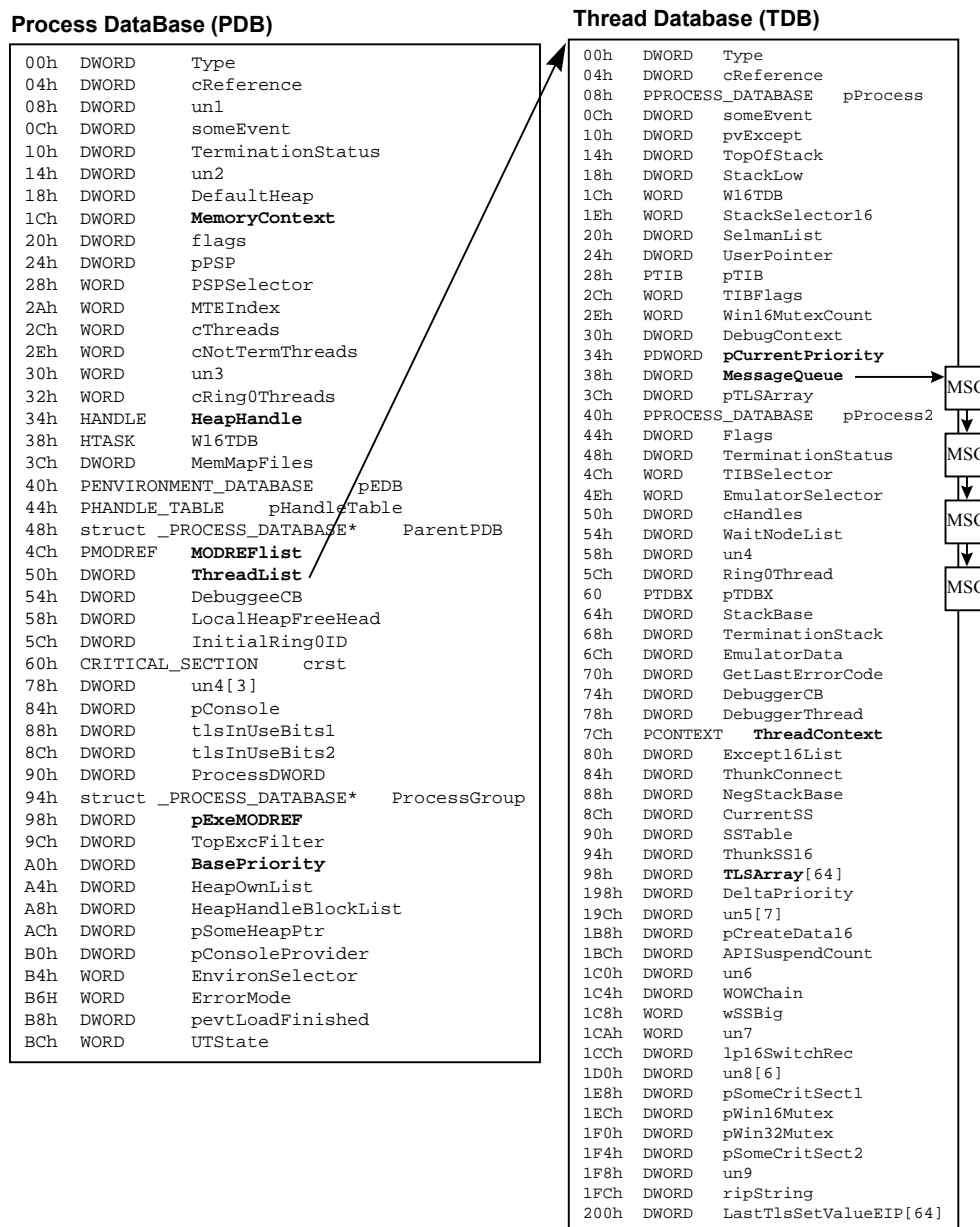 Process DataBase (PDB)
00h DWORD Type
04h DWORD cReference
08h DWORD un1
0Ch DWORD someEvent
10h DWORD TerminationStatus
14h DWORD un2
18h DWORD DefaultHeap
1Ch DWORD MemoryContext
20h DWORD flags
24h DWORD pPSP
28h WORD PSPSelector
2Ah WORD MTEIndex
2Ch WORD cThreads
2Eh WORD cNotTermThreads
30h WORD un3
32h WORD cRing0Threads
34h HANDLE HeapHandle
38h HTASK W16TDB
3Ch DWORD MemMapFiles
40h PENVIRONMENT_DATABASE pEDB
44h PHANDLE_TABLE pHandleTable
48h struct _PROCESS_DATABASE* ParentPDB
4Ch PMODREF MODREFlist
50h DWORD ThreadList
54h DWORD DebuggeeCB
58h DWORD LocalHeapFreeHead
5Ch DWORD InitialRing0ID
60h CRITICAL_SECTION crst
78h DWORD un4[3]
84h DWORD pConsole
88h DWORD tlsInUseBits1
8Ch DWORD tlsInUseBits2
90h DWORD ProcessDWORD
94h struct _PROCESS_DATABASE* ProcessGroup
98h DWORD pExeMODREF
9Ch DWORD TopExcFilter
A0h DWORD BasePriority
A4h DWORD HeapOwnList
A8h DWORD HeapHandleBlockList
ACh DWORD pSomeHeapPtr
B0h DWORD pConsoleProvider
B4h WORD EnvironSelector
B6H WORD ErrorMode
B8h DWORD pevtLoadFinished
BCh WORD UTState
Thread Database (TDB)
00h DWORD Type
04h DWORD cReference
08h PPROCESS_DATABASE pProcess
0Ch DWORD someEvent
10h DWORD pvExcept
14h DWORD TopOfStack
18h DWORD StackLow
1Ch WORD W16TDB
1Eh WORD StackSelector16
20h DWORD SelmanList
24h DWORD UserPointer
28h PTIB pTIB
2Ch WORD TIBFlags
2Eh WORD Win16MutexCount
30h DWORD DebugContext
34h PDWORD pCurrentPriority
38h DWORD MessageQueue
3Ch DWORD pTLSArray
40h PPROCESS_DATABASE pProcess2
44h DWORD Flags
48h DWORD TerminationStatus
4Ch WORD TIBSelector
4Eh WORD EmulatorSelector
50h DWORD cHandles
54h DWORD WaitNodeList
58h DWORD un4
5Ch DWORD Ring0Thread
60 PTDBX pTDBX
64h DWORD StackBase
68h DWORD TerminationStack
6Ch DWORD EmulatorData
70h DWORD GetLastErrorCode
74h DWORD DebuggerCB
78h DWORD DebuggerThread
7Ch PCONTEXT ThreadContext
80h DWORD Except16List
84h DWORD ThunkConnect
88h DWORD NegStackBase
8Ch DWORD CurrentSS
90h DWORD SSTable
94h DWORD ThunkSS16
98h DWORD TLSArray[64]
198h DWORD DeltaPriority
19Ch DWORD un5[7]
1B8h DWORD pCreateData16
1BCh DWORD APISuspendCount
1C0h DWORD un6
1C4h DWORD WOWChain
1C8h WORD wSSBig
1CAh WORD un7
1CCh DWORD lp16SwitchRec
1D0h DWORD un8[6]
1E8h DWORD pSomeCritSect1
1ECh DWORD pWin16Mutex
1F0h DWORD pWin32Mutex
1F4h DWORD pSomeCritSect2
1F8h DWORD un9
1FCh DWORD ripString
200h DWORD LastTlsSetValueEIP[64]